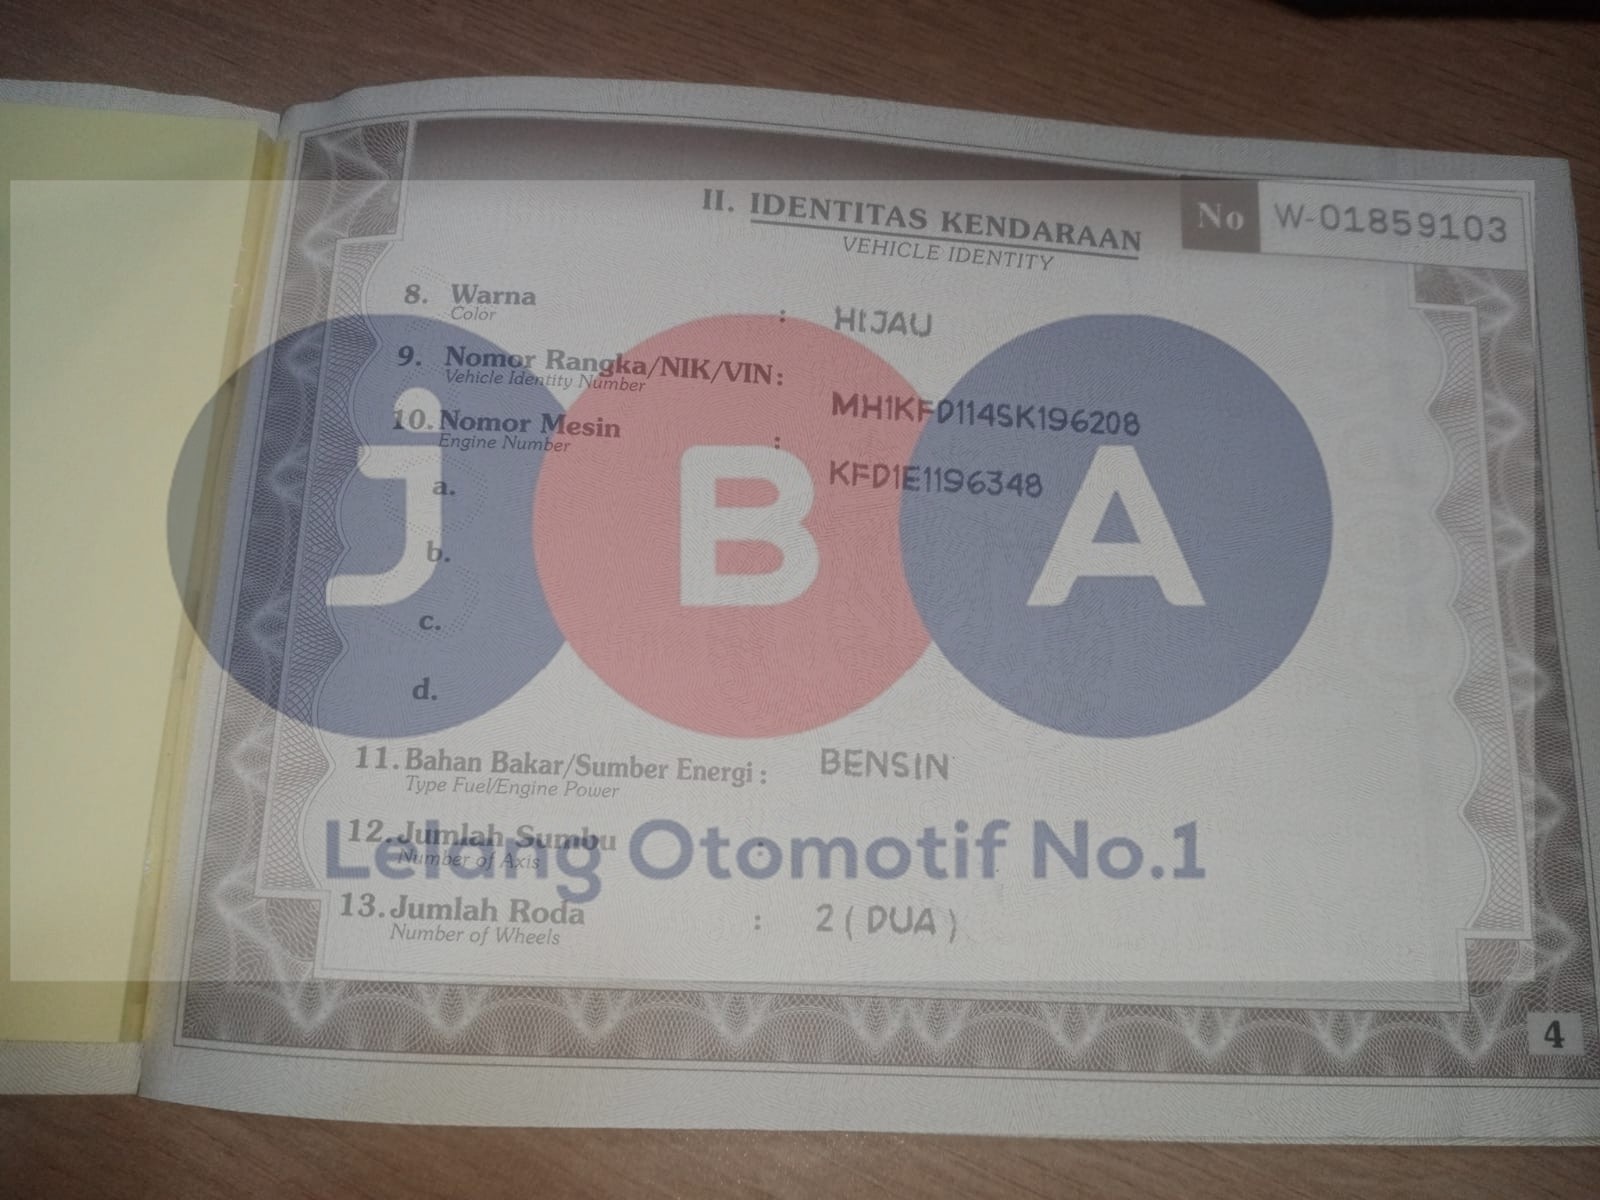 II. IDENTITAS KENDARAAN
VEHICLE IDENTITY
No W-01859103
8. Warna : HIJAU
Color
9. Nomor Rangka/NIK/VIN : MH1KFD114SK196208
Vehicle Identity Number
10. Nomor Mesin : KFD1E1196348
Engine Number
a.
b.
c.
d.
j B A
11. Bahan Bakar/Sumber Energi : BENSIN
Type Fuel/Engine Power
12. Jumlah Sumbu :
Number of Axis
Lelang Otomotif No.1
13. Jumlah Roda : 2 ( DUA )
Number of Wheels
4